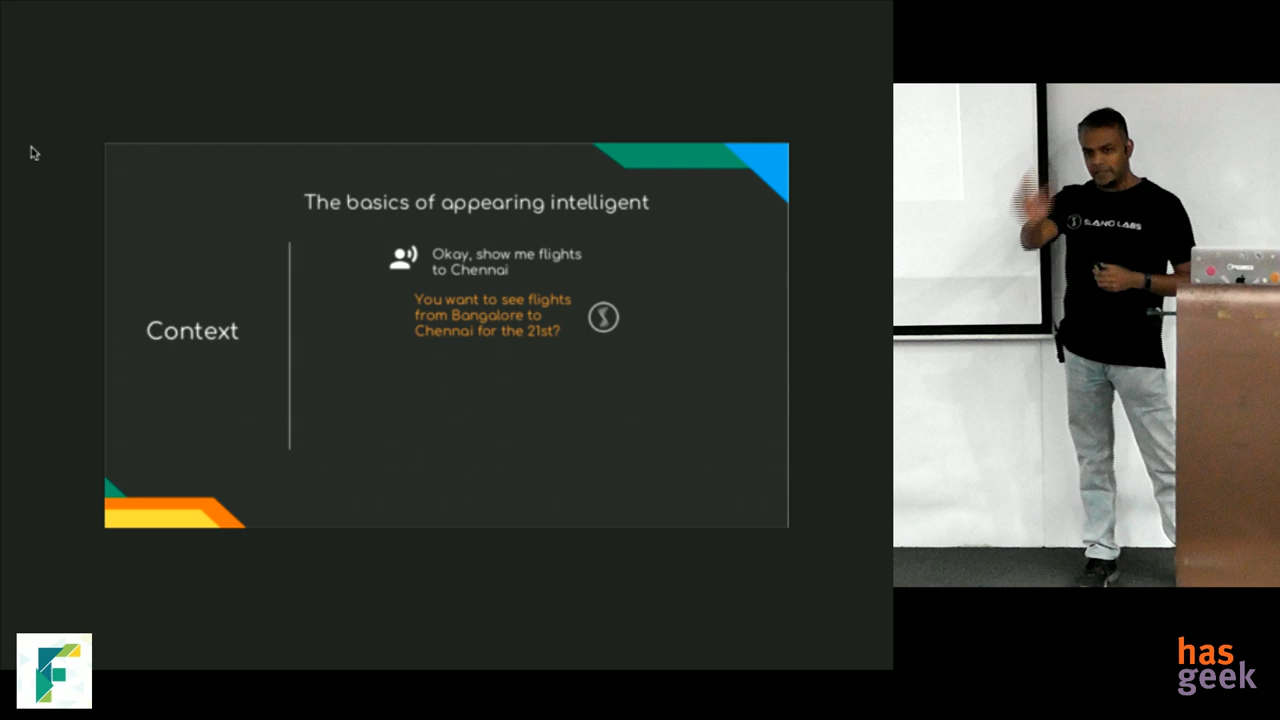 The basics of appearing intelligent
Context
Okay, show me flights
to Chennai
You want to see flights
from Bangalore to
Chennai for the 21st?
SLANG LABS
has
geek